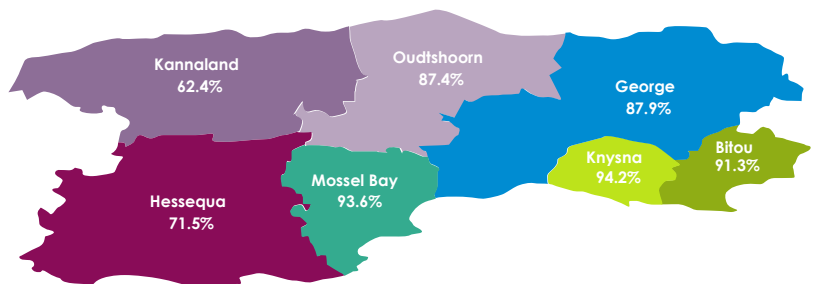 Kannaland
62.4%
Oudtshoorn
87.4%
George
87.9%
Knysna
94.2%
Bitou
91.3%
Mossel Bay
93.6%
Hessequa
71.5%